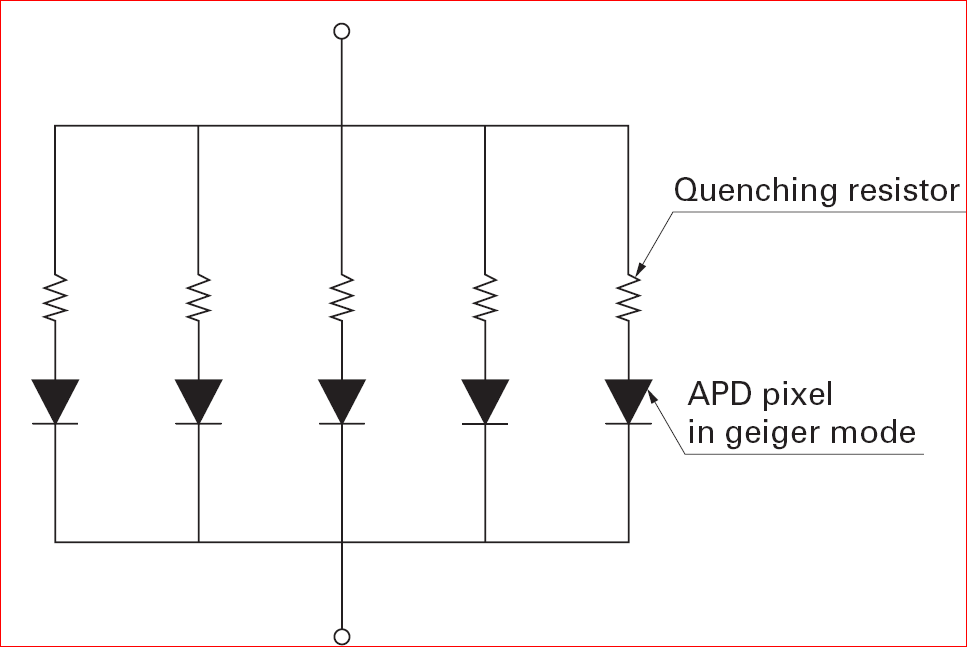 Quenching resistor
APD pixel
in geiger mode